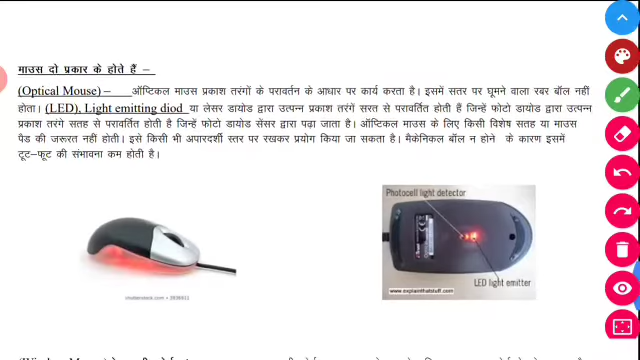 माउस दो प्रकार के होते हैं –
(Optical Mouse) – ऑप्टिकल माउस प्रकाश तरंगों के परावर्तन के आधार पर कार्य करता है। इसमें सतर पर घूमने वाला रबर बॉल नहीं
होता। (LED), Light emitting diod या लेसर डायोड द्वारा उत्पन्न प्रकाश तरंगें सरत से परावर्तित होती हैं जिन्हें फोटो डायोड द्वारा उत्पन्न
प्रकाश तरंगे सतह से परावर्तित होती है जिन्हें फोटो डायोड सेंसर द्वारा पढ़ा जाता है। ऑप्टिकल माउस के लिए किसी विशेष सतह या माउस
पैड की जरूरत नहीं होती। इसे किसी भी अपारदर्शी स्तर पर रखकर प्रयोग किया जा सकता है। मैकेनिकल बॉल न होने के कारण इसमें
टूट–फूट की संभावना कम होती है।
Photocell light detector
LED light emitter
www.explainthatstuff.com
shutterstock.com